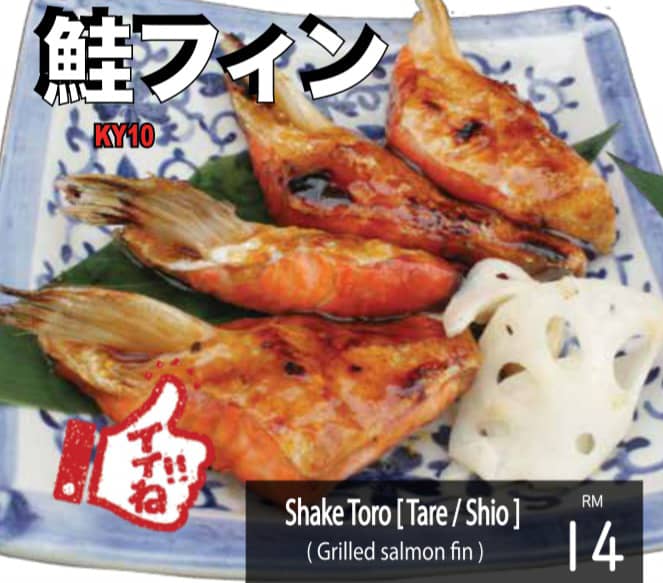 鮭フィン
KY10
イイ!!
ね
Shake Toro [ Tare / Shio ]
( Grilled salmon fin )
RM
14